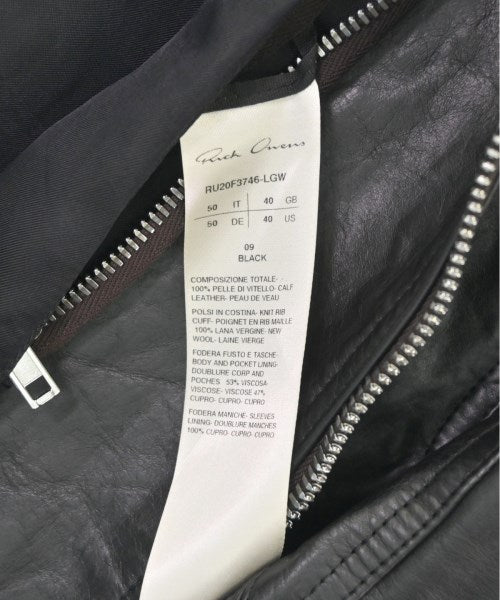 Rick Owens
RU20F3746-LGW
50 IT 40 GB
50 DE 40 US
09
BLACK
COMPOSIZIONE TOTALE-
100% PELLE DI VITELLO- CALF
LEATHER- PEAU DE VEAU
POLSI IN COSTINA- KNIT RIB
CUFF- POIGNET EN RIB MAILLE
100% LANA VERGINE- NEW
WOOL- LAINE VIERGE
FODERA FUSTO E TASCHE-
BODY AND POCKET LINING-
DOUBLURE CORP AND
POCHES 53% VISCOSA-
VISCOSE- VISCOSE 47%
CUPRO- CUPRO- CUPRO
FODERA MANICHE- SLEEVES
LINING- DOUBLURE MANCHES
100% CUPRO- CUPRO- CUPRO